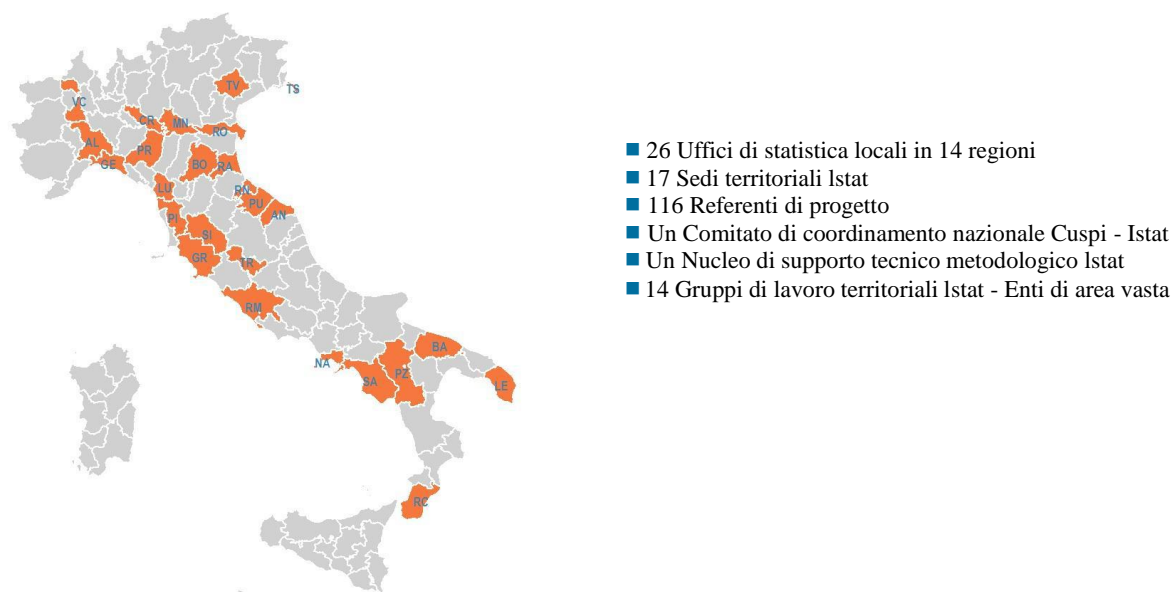 TV
TS
VC
CR
MN
RO
AL
PR
GE
BO
RA
LU
RN
PU
AN
PI
SI
GR
TR
RM
NA
BA
SA
PZ
LE
RC
26 Uffici di statistica locali in 14 regioni
17 Sedi territoriali Istat
116 Referenti di progetto
Un Comitato di coordinamento nazionale Cuspi - Istat
Un Nucleo di supporto tecnico metodologico Istat
14 Gruppi di lavoro territoriali Istat - Enti di area vasta